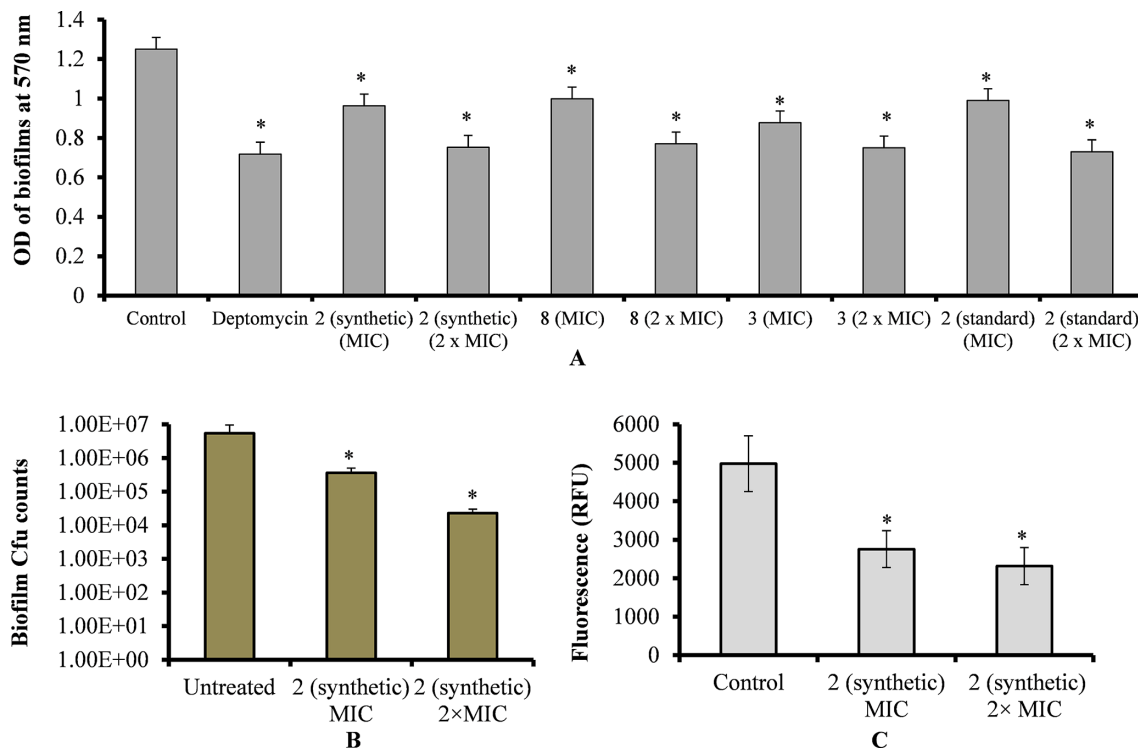 OD of biofilms at 570 nm
1.4
1.2
1
0.8
0.6
0.4
0.2
0
*
*
*
*
*
*
*
*
*
Control
Deptomycin
2 (synthetic)
(MIC)
2 (synthetic)
(2 x MIC)
8 (MIC)
8 (2 x MIC)
3 (MIC)
3 (2 x MIC)
2 (standard)
(MIC)
2 (standard)
(2 x MIC)
A
Biofilm Cfu counts
1.00E+07
1.00E+06
1.00E+05
1.00E+04
1.00E+03
1.00E+02
1.00E+01
1.00E+00
*
*
Untreated
2 (synthetic)
MIC
2 (synthetic)
2×MIC
B
Fluorescence (RFU)
6000
5000
4000
3000
2000
1000
0
*
*
Control
2 (synthetic)
MIC
2 (synthetic)
2× MIC
C